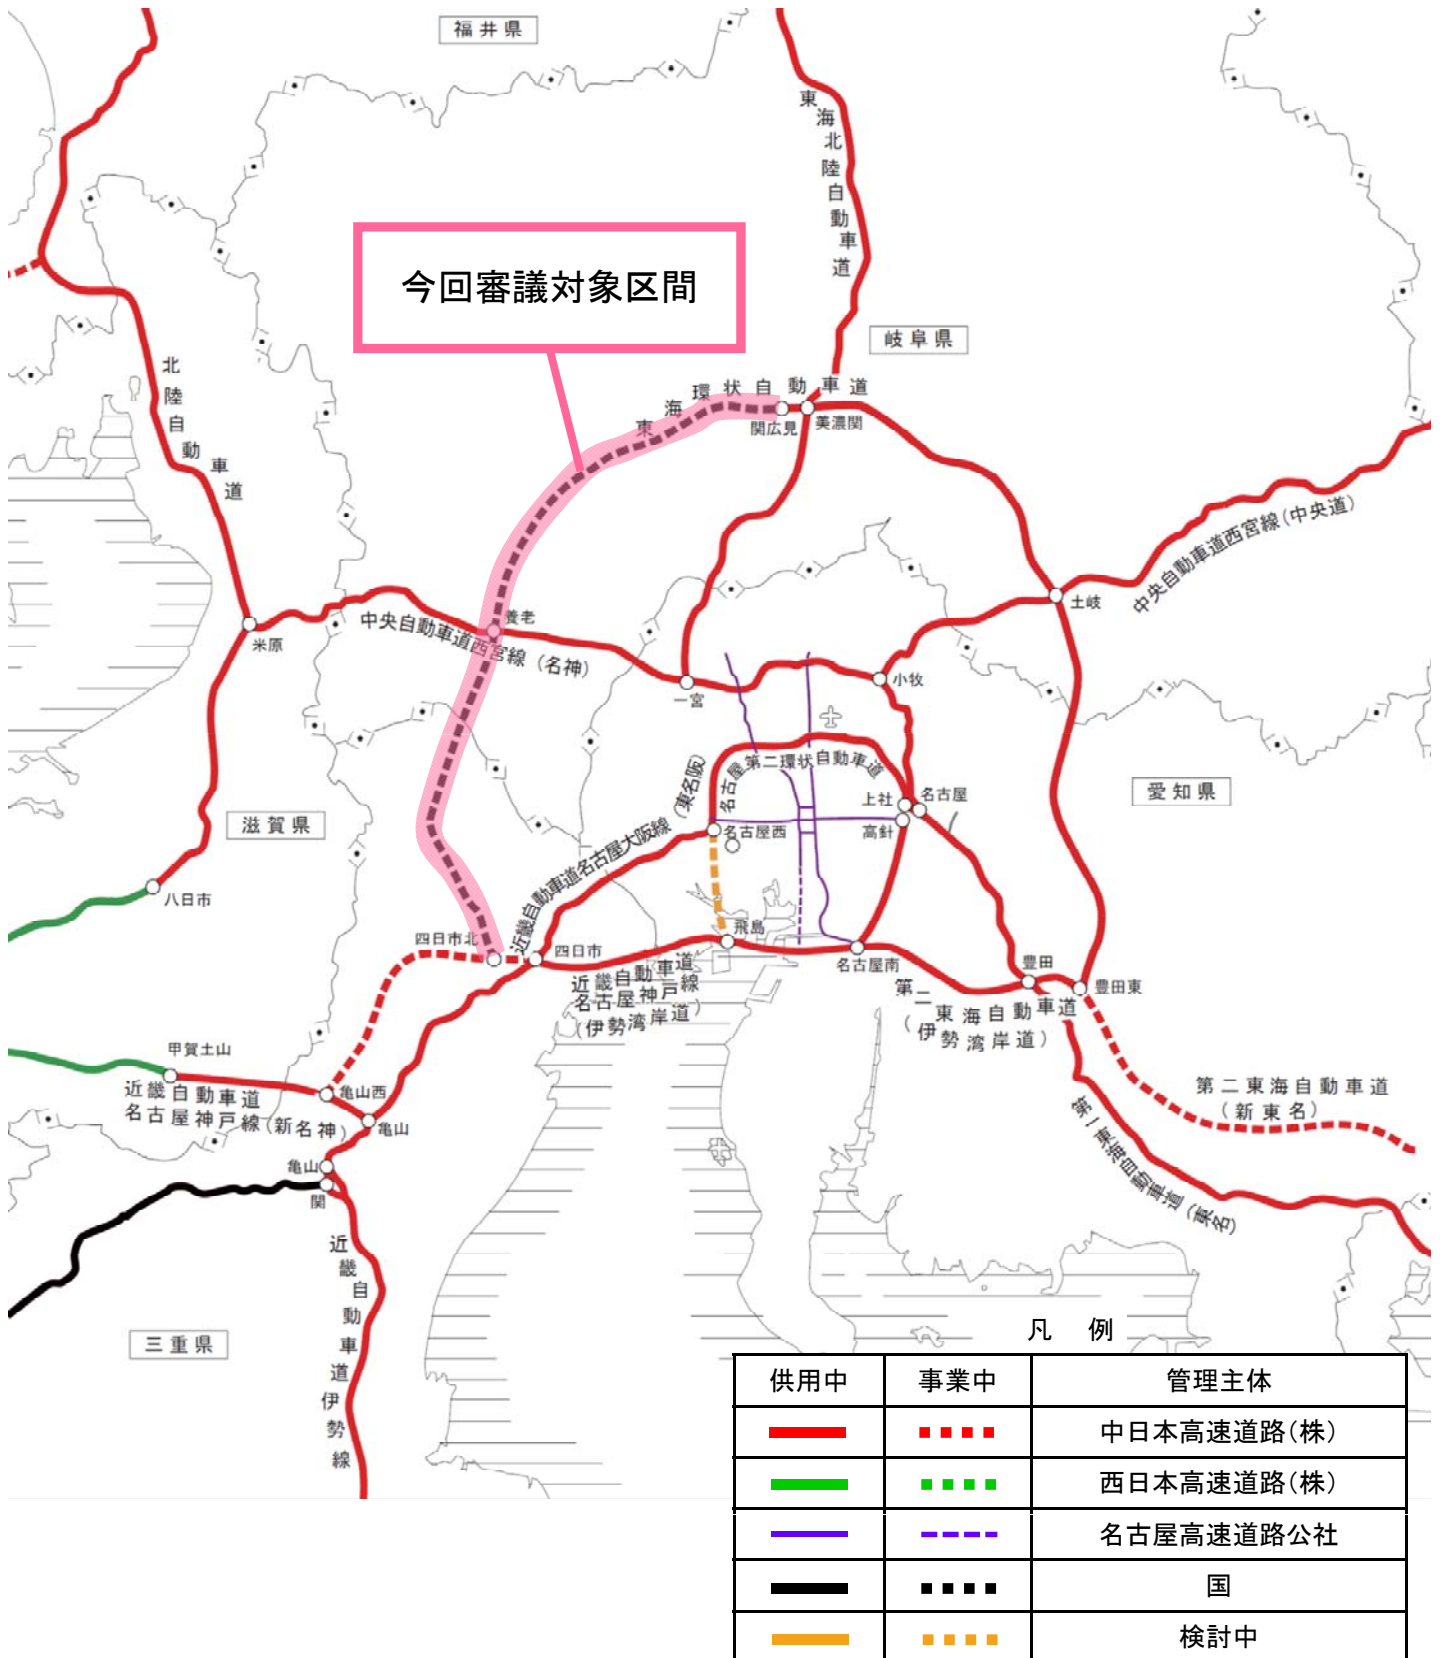 福井県
東海北陸自動車道
今回審議対象区間
岐阜県
北陸自動車道
東海環状自動車道
関広見
美濃関
中央自動車道西宮線(中央道)
土岐
養老
米原
中央自動車道西宮線(名神)
一宮
小牧
名古屋第二環状自動車道
愛知県
滋賀県
上社
名古屋
高針
名古屋西
近畿自動車道名古屋大阪線(東名阪)
八日市
四日市北
四日市
飛島
名古屋南
豊田
豊田東
近畿自動車道
名古屋神戸線
(伊勢湾岸道)
第二東海自動車道
(伊勢湾岸道)
甲賀土山
近畿自動車道
名古屋神戸線(新名神)
亀山西
亀山
亀山
関
第二東海自動車道
(新東名)
第一東海自動車道(東名)
近畿自動車道伊勢線
三重県
凡 例
供用中 事業中 管理主体
中日本高速道路(株)
西日本高速道路(株)
名古屋高速道路公社
国
検討中